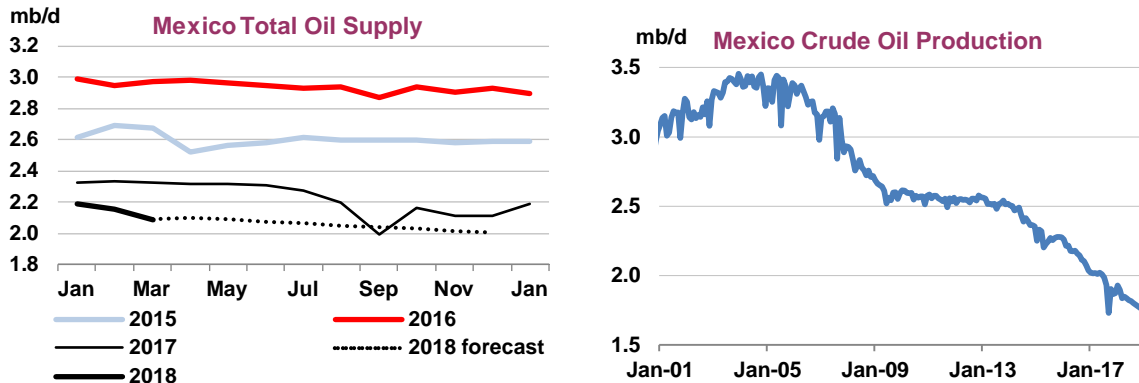 mb/d
Mexico Total Oil Supply
3.2
3.0
2.8
2.6
2.4
2.2
2.0
1.8
Jan Mar May Jul Sep Nov Jan
2015 2016
2017 2018 forecast
2018
mb/d
Mexico Crude Oil Production
3.5
3.0
2.5
2.0
1.5
Jan-01 Jan-05 Jan-09 Jan-13 Jan-17